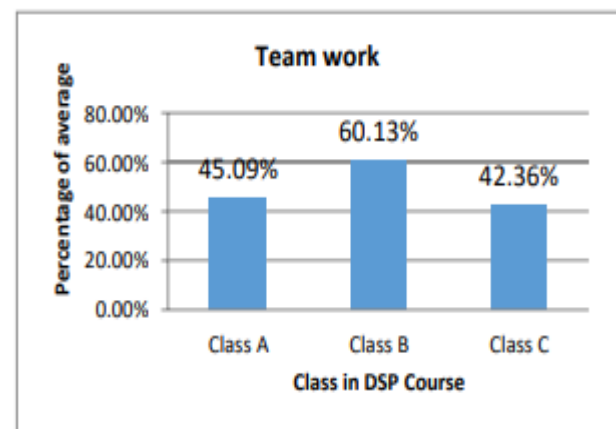 Team work
Percentage of average
80.00%
60.00%
40.00%
20.00%
0.00%
45.09%
60.13%
42.36%
Class A
Class B
Class C
Class in DSP Course